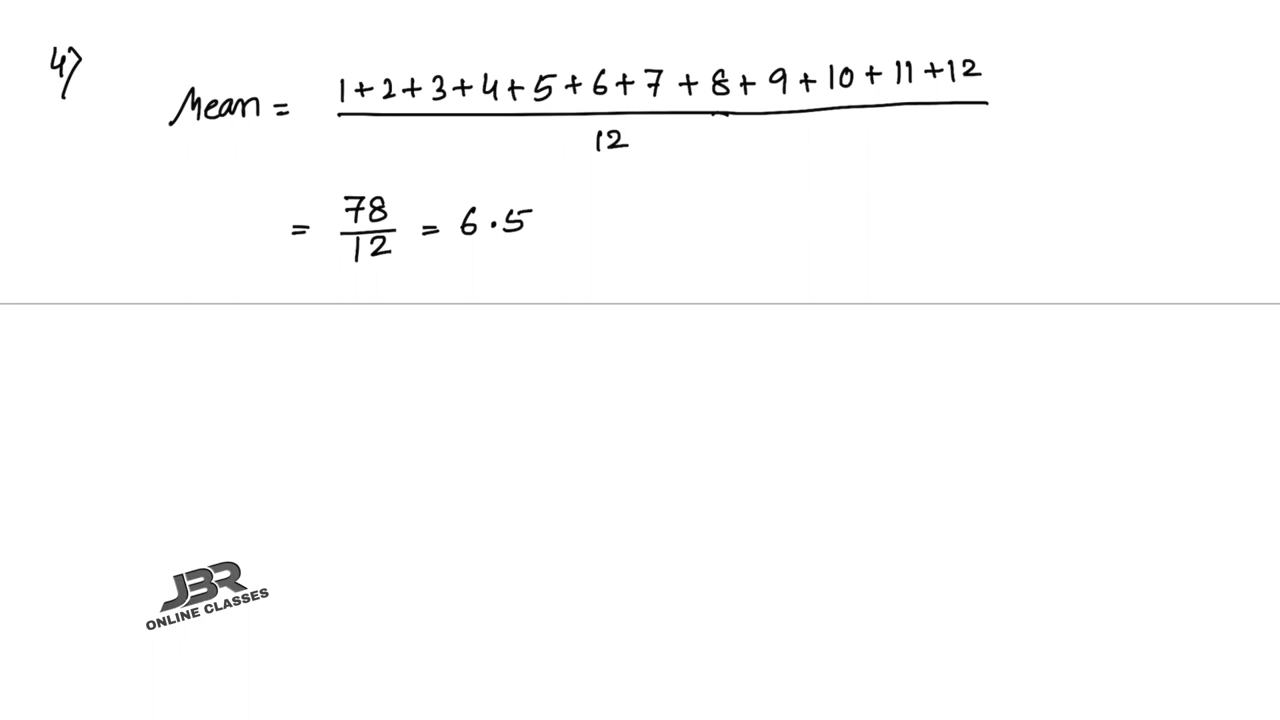 4)
Mean = 1+2+3+4+5+6+7+8+9+10+11+12
12
= 78/12 = 6.5
JBR
ONLINE CLASSES